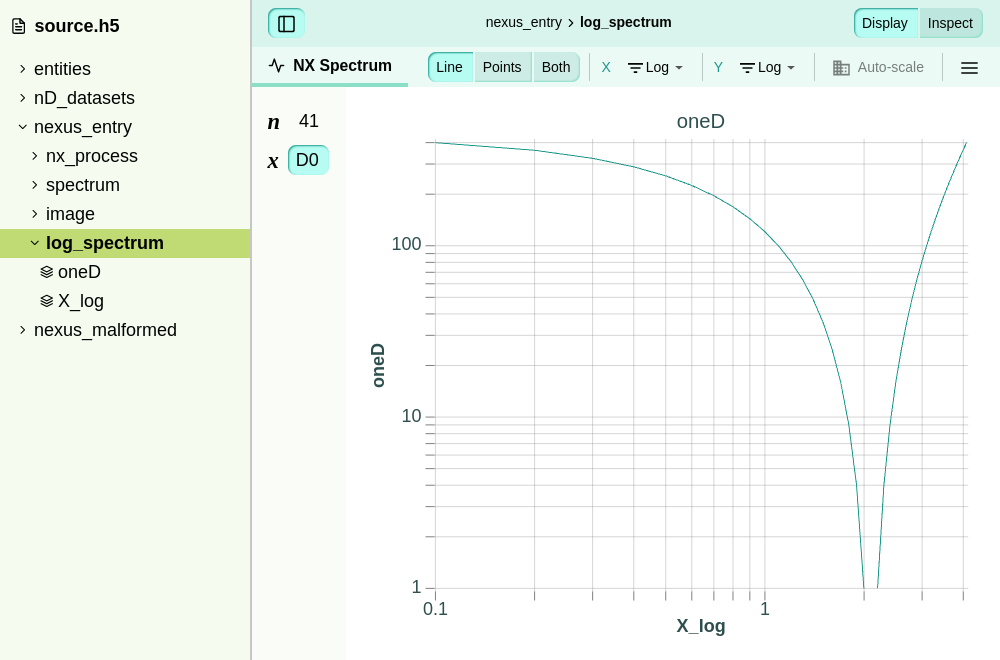 source.h5
entities
nD_datasets
nexus_entry
nx_process
spectrum
image
log_spectrum
oneD
X_log
nexus_malformed
nexus_entry > log_spectrum
Display Inspect
NX Spectrum
Line Points Both
X Log
Y Log
Auto-scale
n 41
x D0
oneD
100
10
1
oneD
0.1 1
X_log